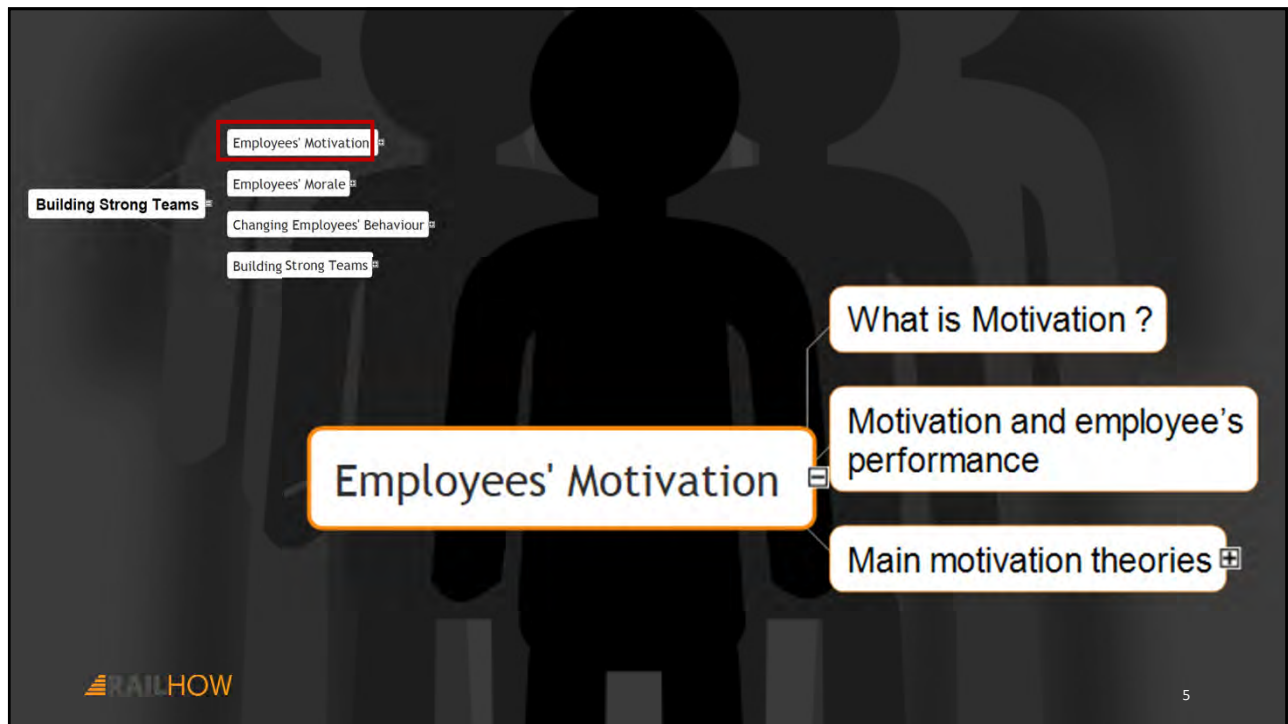 Building Strong Teams
Employees' Motivation
Employees' Morale
Changing Employees' Behaviour
Building Strong Teams
Employees' Motivation
What is Motivation ?
Motivation and employee’s
performance
Main motivation theories
RAILHOW
5